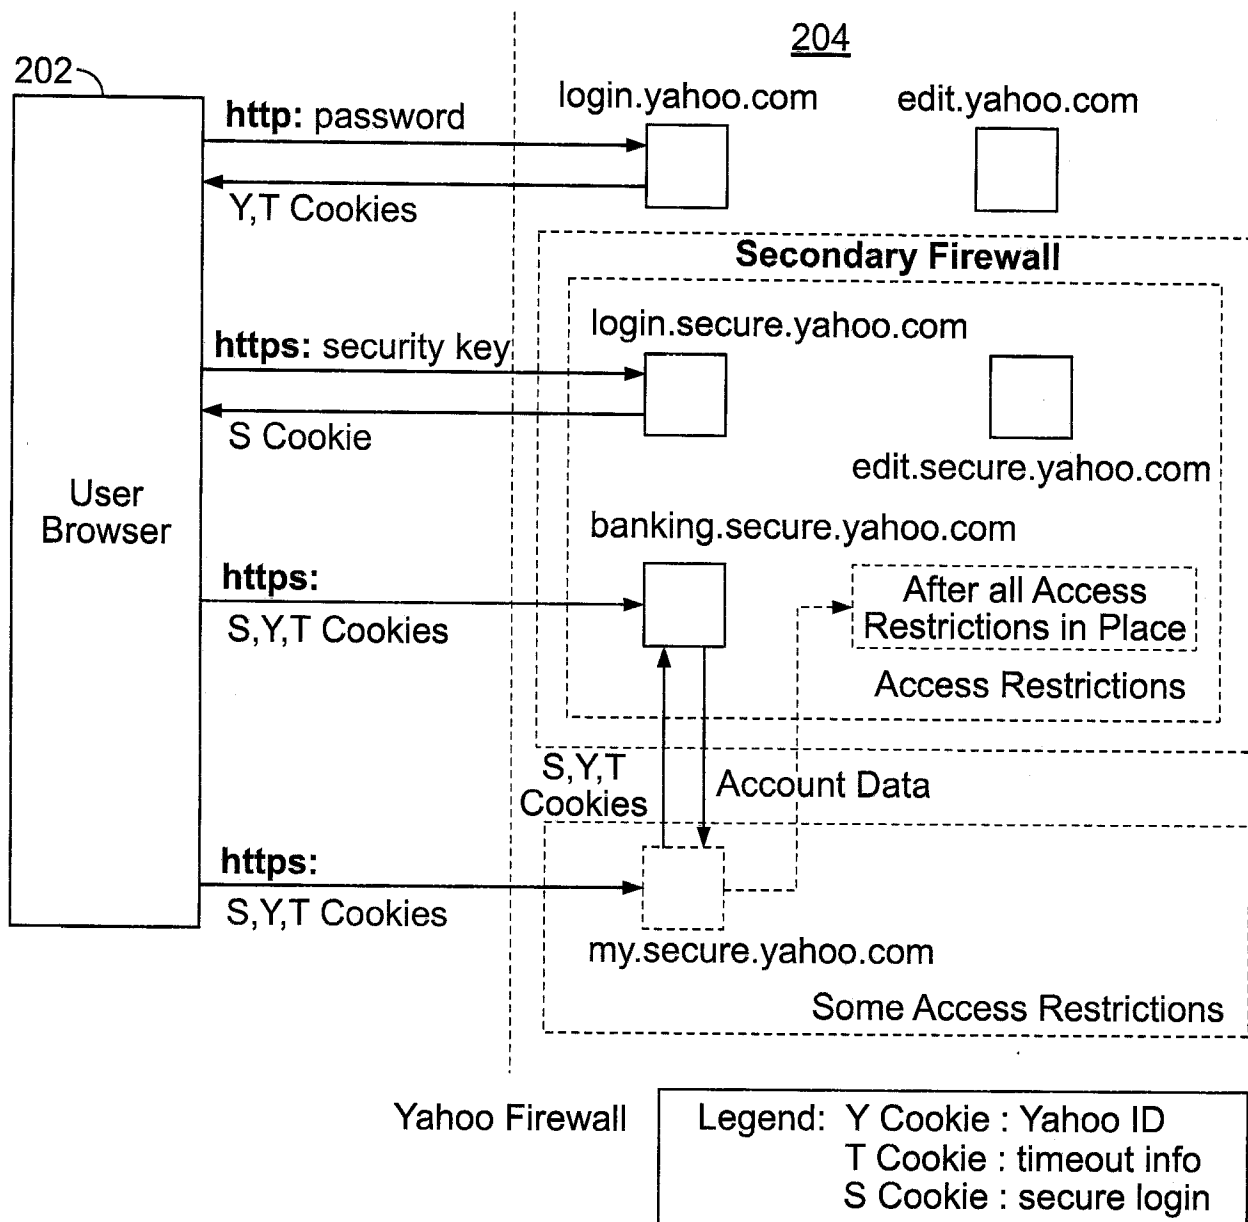 204
202
login.yahoo.com
edit.yahoo.com
http: password
Y,T Cookies
Secondary Firewall
login.secure.yahoo.com
https: security key
S Cookie
edit.secure.yahoo.com
User
Browser
banking.secure.yahoo.com
https:
S,Y,T Cookies
After all Access
Restrictions in Place
Access Restrictions
S,Y,T
Cookies
Account Data
https:
S,Y,T Cookies
my.secure.yahoo.com
Some Access Restrictions
Yahoo Firewall
Legend: Y Cookie : Yahoo ID
T Cookie : timeout info
S Cookie : secure login